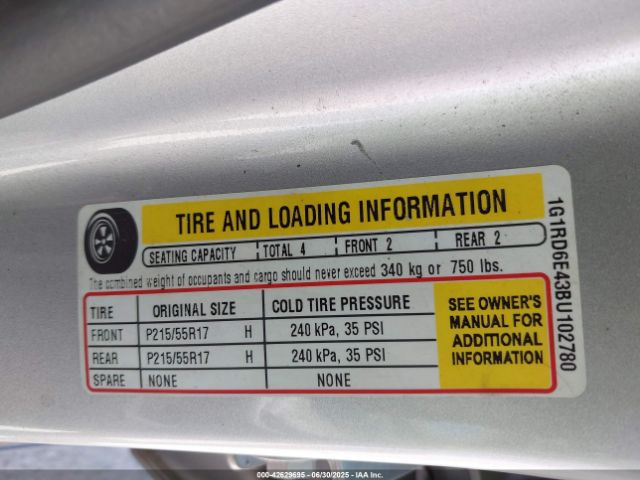 TIRE AND LOADING INFORMATION
SEATING CAPACITY TOTAL 4 FRONT 2 REAR 2
The combined weight of occupants and cargo should never exceed 340 kg or 750 lbs.
TIRE ORIGINAL SIZE COLD TIRE PRESSURE
FRONT P215/55R17 H 240 kPa, 35 PSI
REAR P215/55R17 H 240 kPa, 35 PSI
SPARE NONE NONE
SEE OWNER'S
MANUAL FOR
ADDITIONAL
INFORMATION
1G1RD6E43BU102780
000-42629695 - 06/30/2025 - IAA Inc.